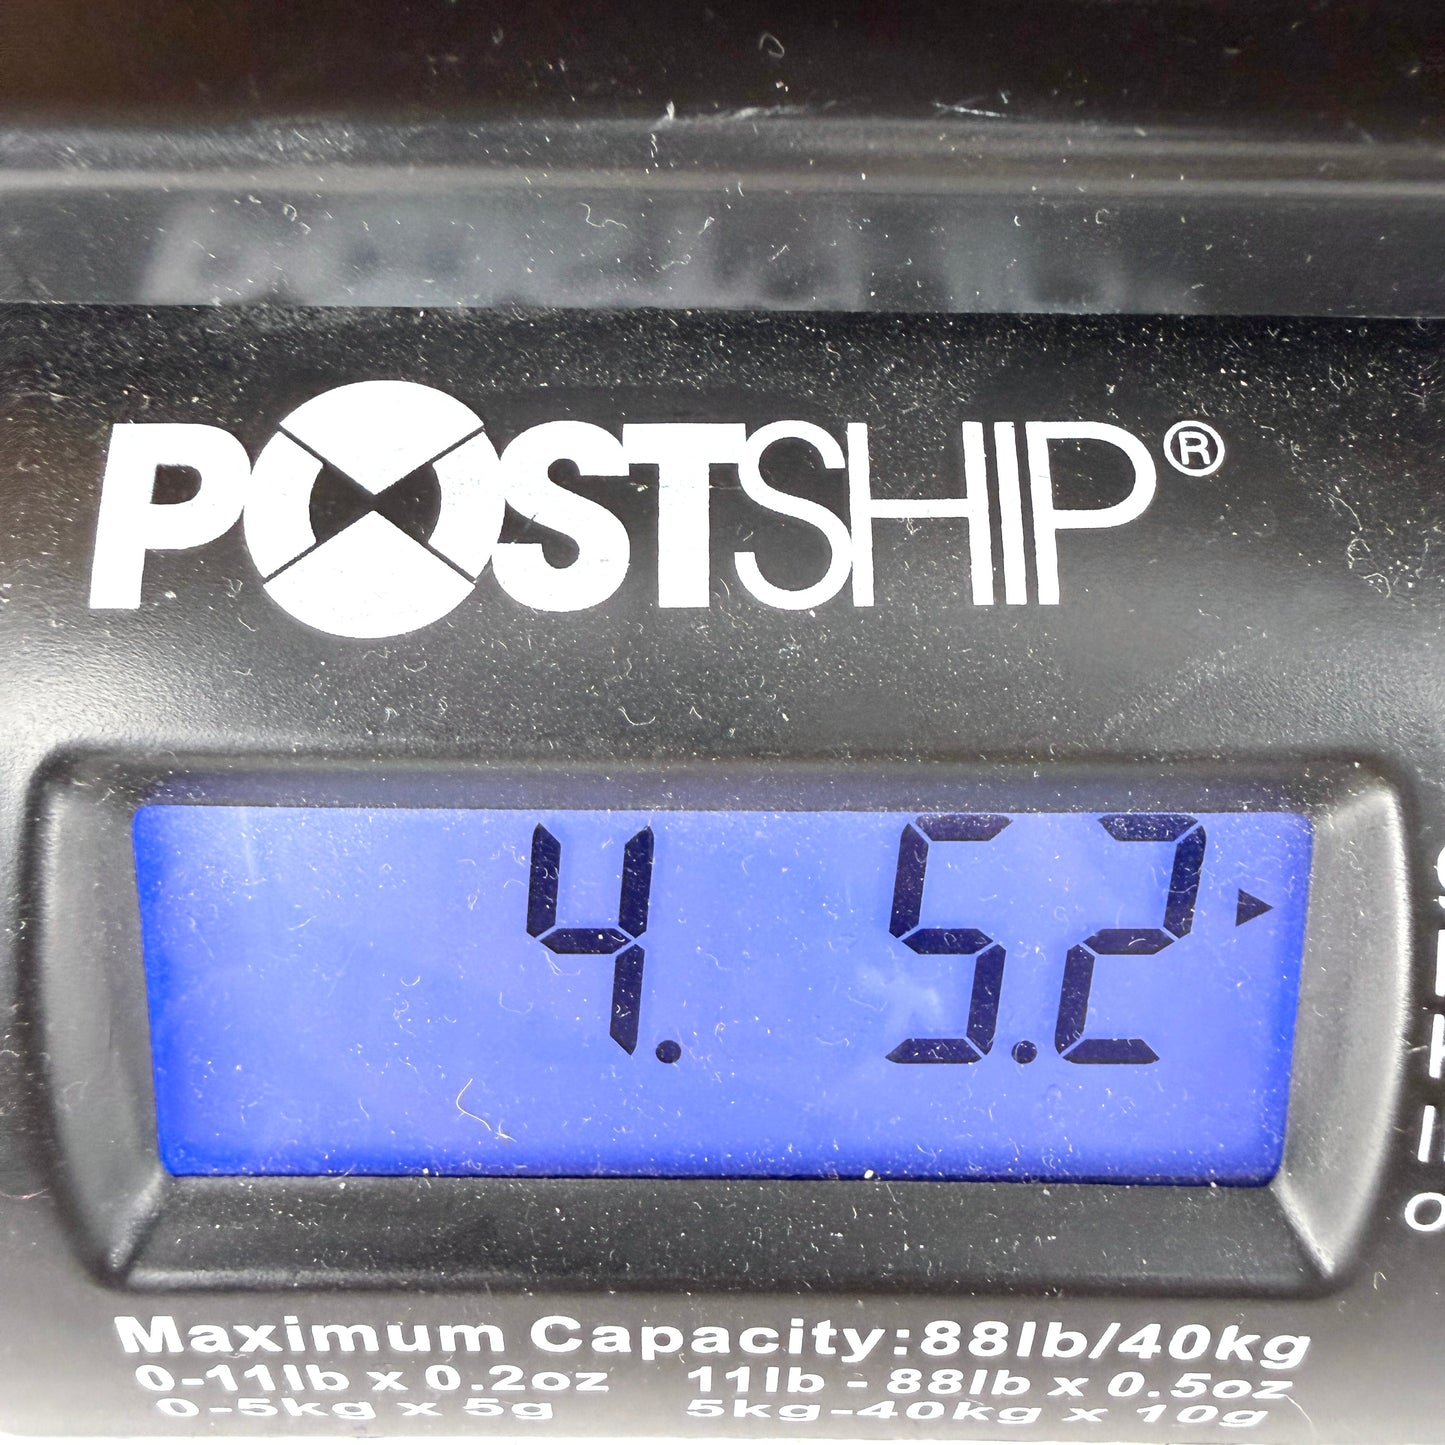 POSTSHIP®
4. 5.2
Maximum Capacity:88lb/40kg
0-11lb x 0.2oz 11lb - 88lb x 0.5oz
0-5kg x 5g 5kg-40kg x 10g